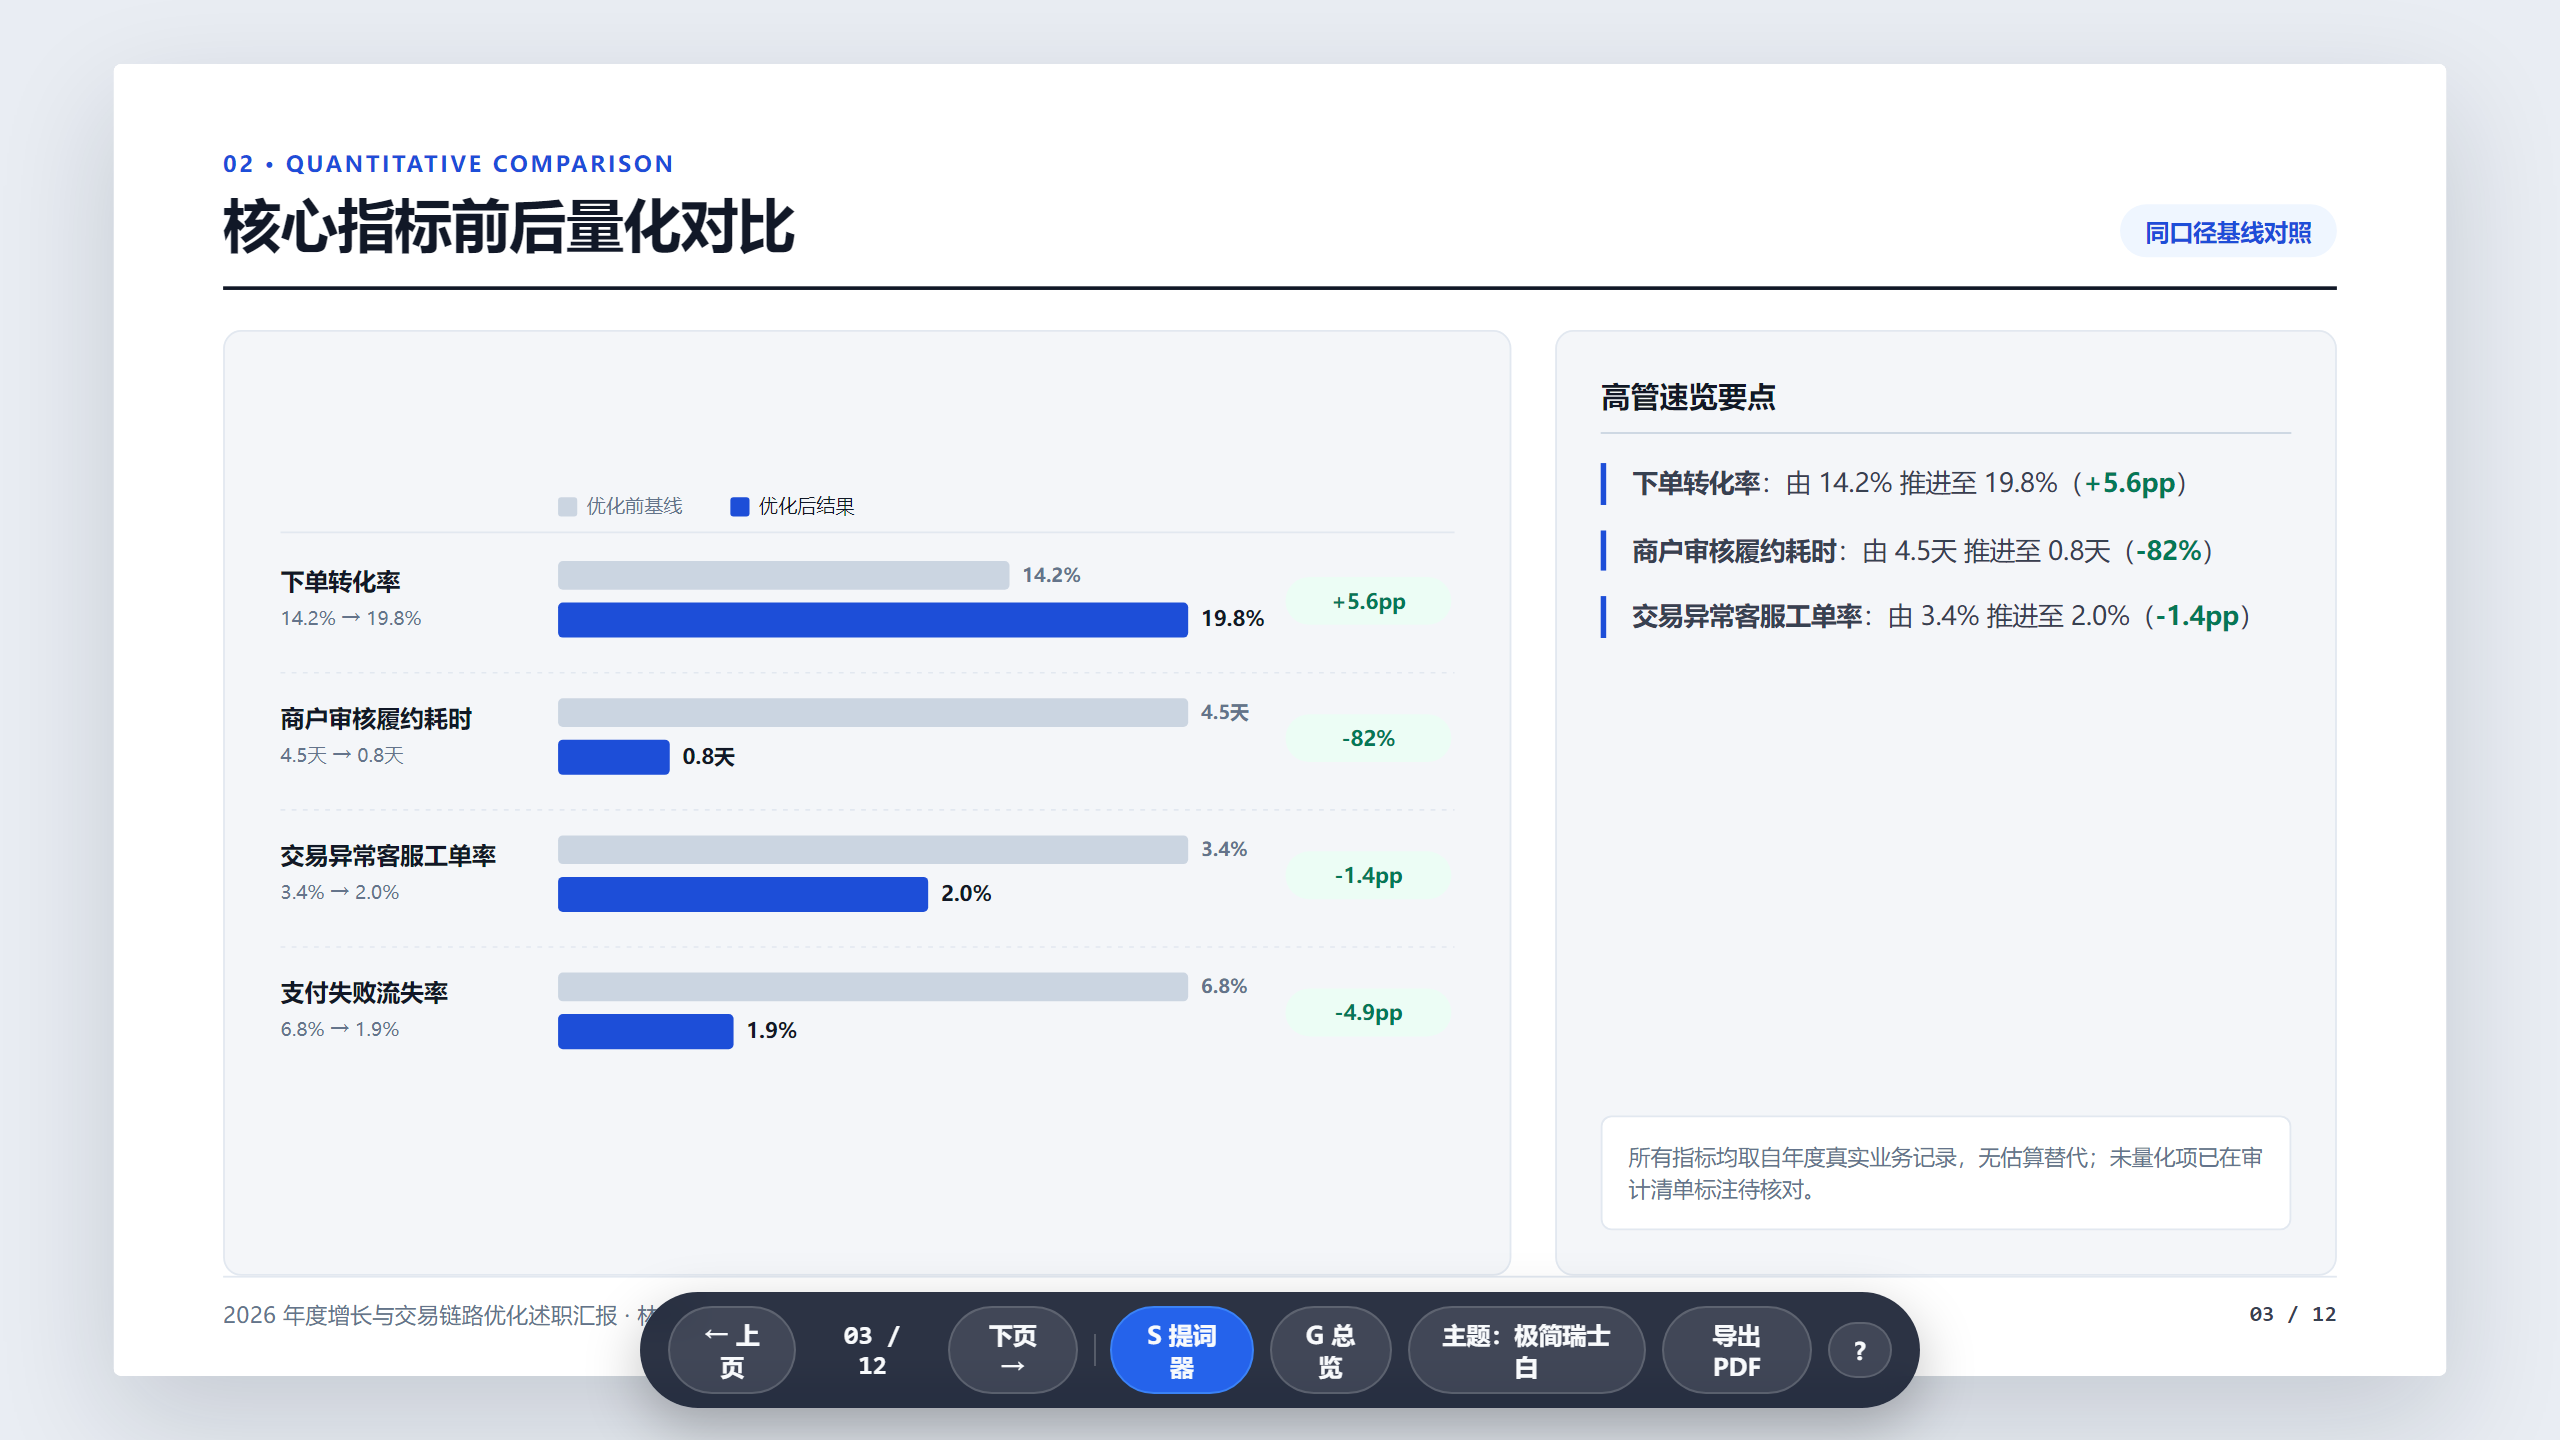 02 • QUANTITATIVE COMPARISON
核心指标前后量化对比
同口径基线对照
优化前基线
优化后结果
下单转化率
14.2% → 19.8%
14.2%
19.8%
+5.6pp
商户审核履约耗时
4.5天 → 0.8天
4.5天
0.8天
-82%
交易异常客服工单率
3.4% → 2.0%
3.4%
2.0%
-1.4pp
支付失败流失率
6.8% → 1.9%
6.8%
1.9%
-4.9pp
高管速览要点
下单转化率：由 14.2% 推进至 19.8%（+5.6pp）
商户审核履约耗时：由 4.5天 推进至 0.8天（-82%）
交易异常客服工单率：由 3.4% 推进至 2.0%（-1.4pp）
所有指标均取自年度真实业务记录，无估算替代；未量化项已在审
计清单标注待核对。
2026 年度增长与交易链路优化述职汇报 · 林
03 / 12
← 上
页
03 /
12
下页
→
S 提词
器
G 总
览
主题：极简瑞士
白
导出
PDF
?